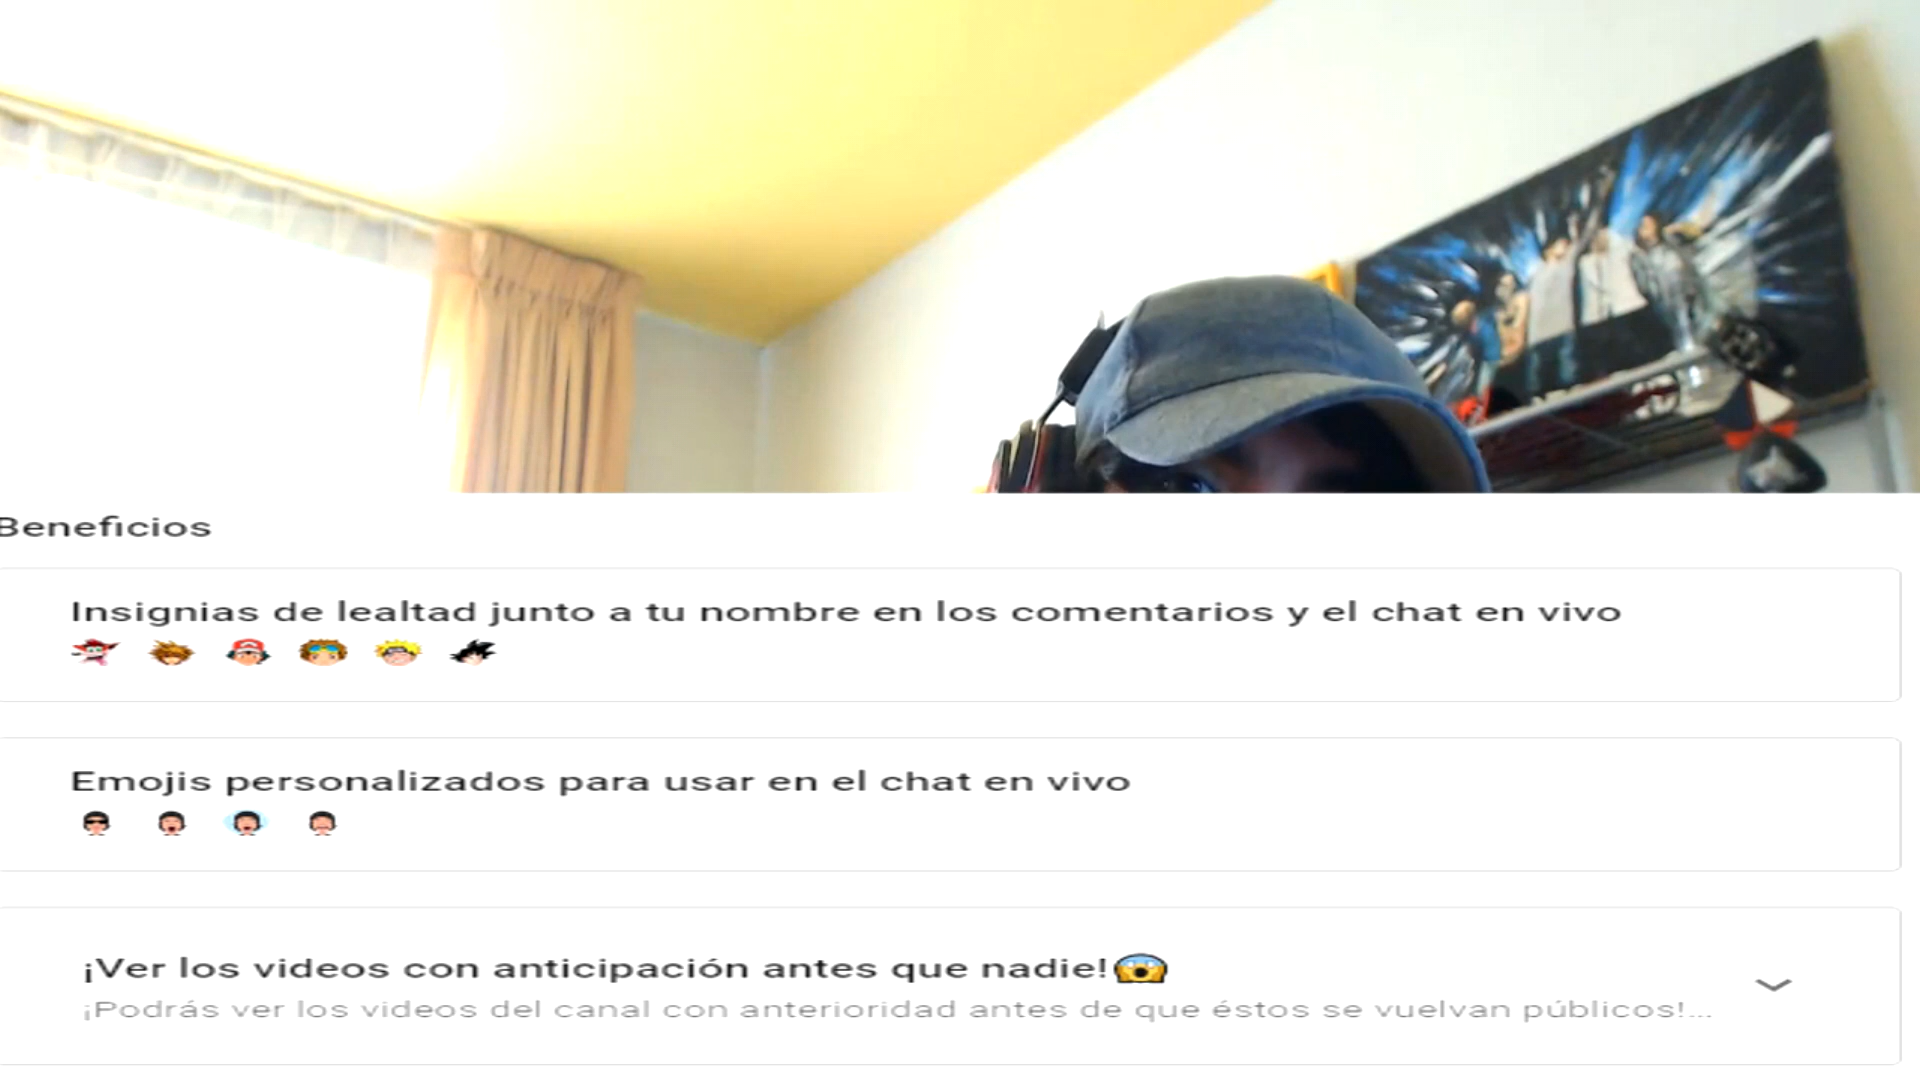 Beneficios
Insignias de lealtad junto a tu nombre en los comentarios y el chat en vivo
Emojis personalizados para usar en el chat en vivo
¡Ver los videos con anticipación antes que nadie!😱
¡Podrás ver los videos del canal con anterioridad antes de que éstos se vuelvan públicos!...